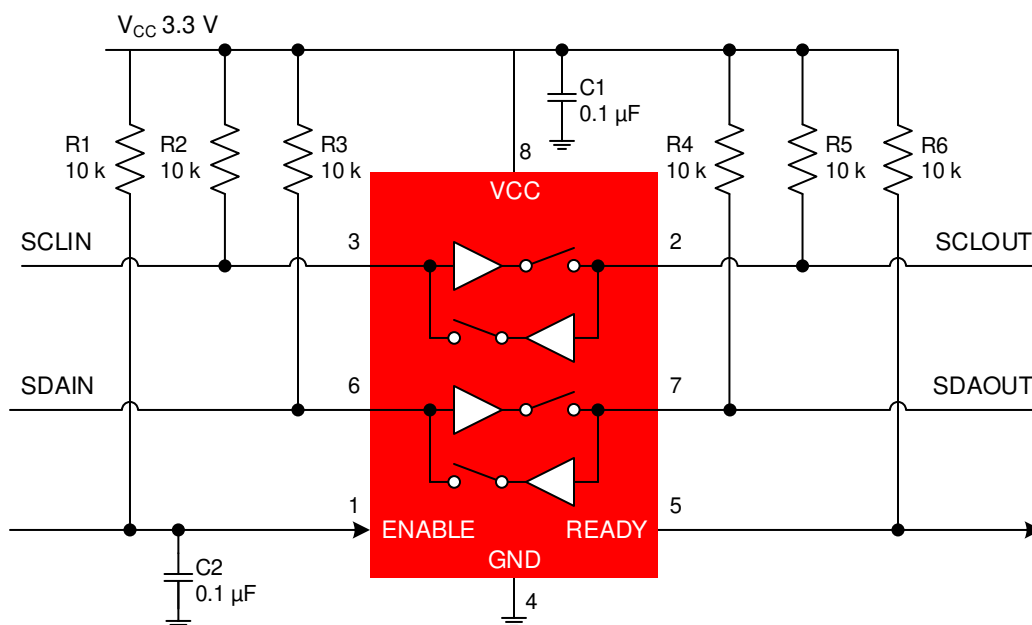 VCC 3.3 V
C1
0.1 µF
R1
10 k
R2
10 k
R3
10 k
8
R4
10 k
R5
10 k
R6
10 k
VCC
SCLIN
3
2
SCLOUT
SDAIN
6
7
SDAOUT
1
ENABLE
READY
5
GND
C2
0.1 µF
4